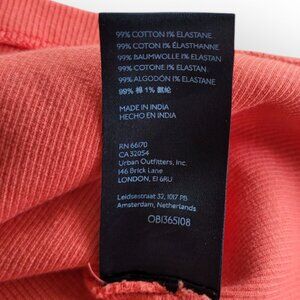 99% COTTON 1% ELASTANE
99% COTON 1% ÉLASTHANNE
99% BAUMWOLLE 1% ELASTAN
99% COTONE 1% ELASTAN
99% ALGODÓN 1% ELASTANE
99% 棉 1% 氨纶
MADE IN INDIA
HECHO EN INDIA
RN 66170
CA 32054
Urban Outfitters, Inc.
146 Brick Lane
LONDON, E1 6RU
Leidsestraat 32, 1017 PB
Amsterdam, Netherlands
OB1365108